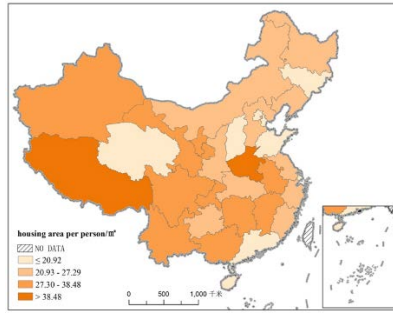 housing area per person/㎡
NO DATA
≤ 20.92
20.93 - 27.29
27.30 - 38.48
> 38.48
0 500 1,000 千米